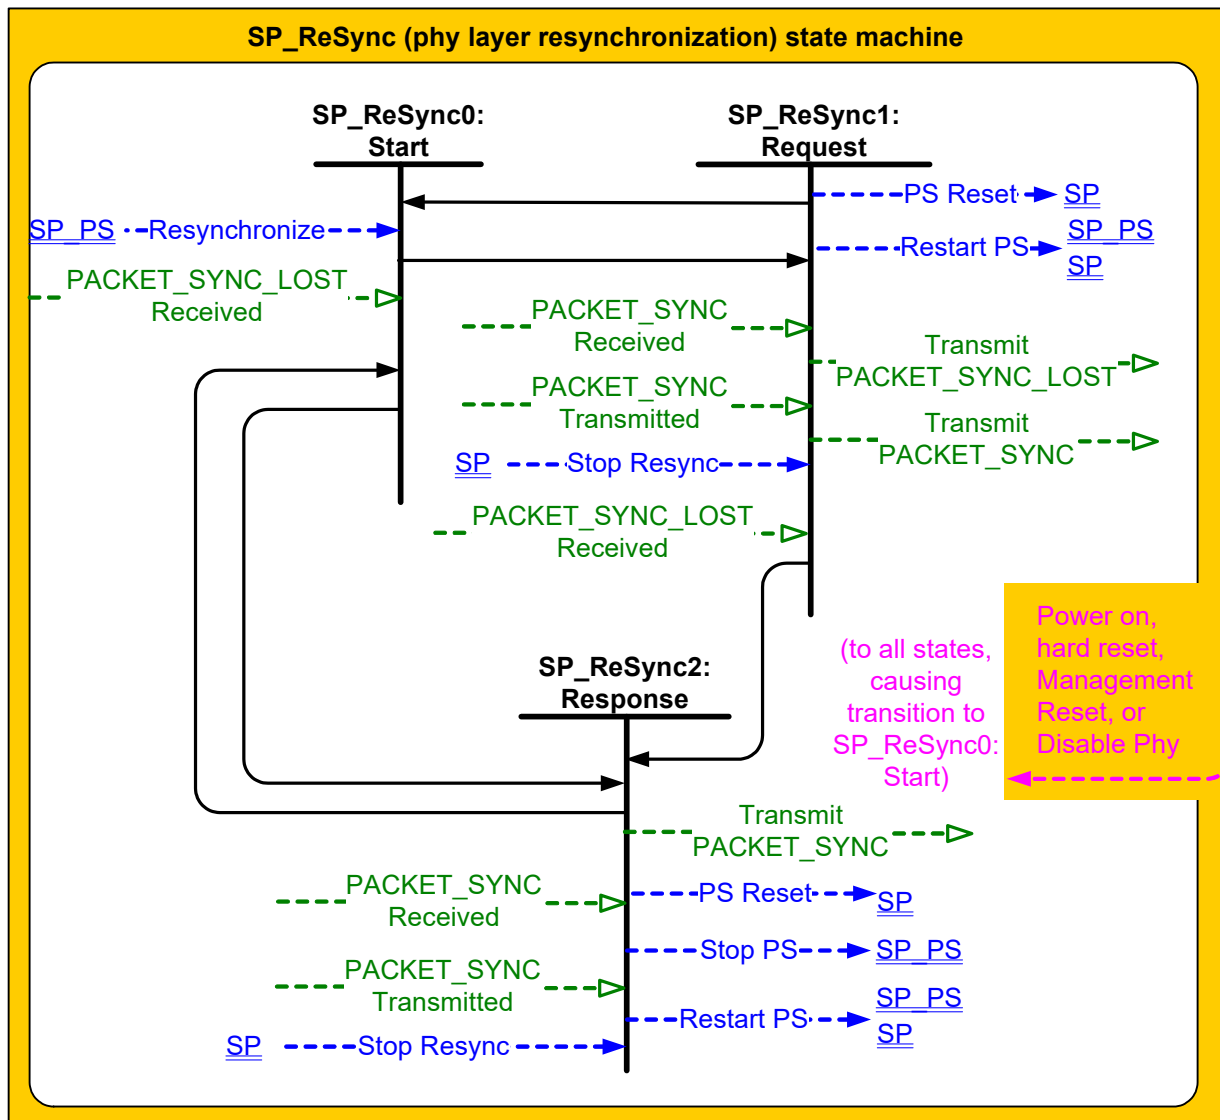 SP_ReSync (phy layer resynchronization) state machine
SP_ReSync0:
Start
SP_ReSync1:
Request
PS Reset
SP
SP_PS
Resynchronize
Restart PS
SP_PS
SP
PACKET_SYNC_LOST
Received
PACKET_SYNC
Received
Transmit
PACKET_SYNC_LOST
PACKET_SYNC
Transmitted
Transmit
PACKET_SYNC
SP
Stop Resync
PACKET_SYNC_LOST
Received
Power on,
hard reset,
Management
Reset, or
Disable Phy
(to all states,
causing
transition to
SP_ReSync0:
Start)
SP_ReSync2:
Response
Transmit
PACKET_SYNC
PACKET_SYNC
Received
PS Reset
SP
Stop PS
SP_PS
PACKET_SYNC
Transmitted
Restart PS
SP_PS
SP
SP
Stop Resync